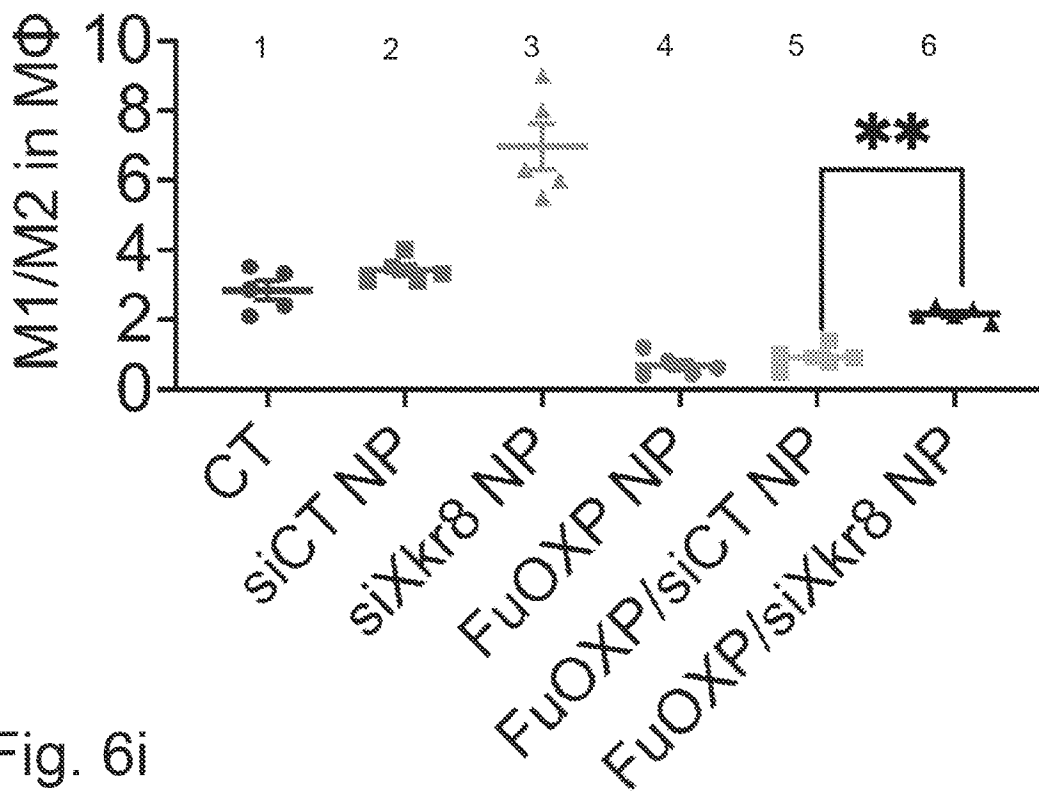 M1/M2 in MΦ
10
8
6
4
2
0
1 2 3 4 5 6
**
CT
siCT NP
siXkr8 NP
FuOXP NP
FuOXP/siCT NP
FuOXP/siXkr8 NP
Fig. 6i